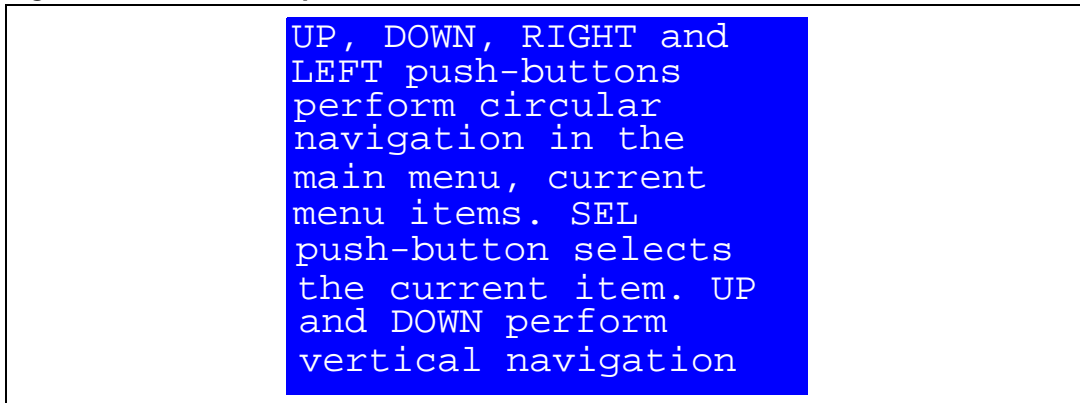 UP, DOWN, RIGHT and
LEFT push-buttons
perform circular
navigation in the
main menu, current
menu items. SEL
push-button selects
the current item. UP
and DOWN perform
vertical navigation